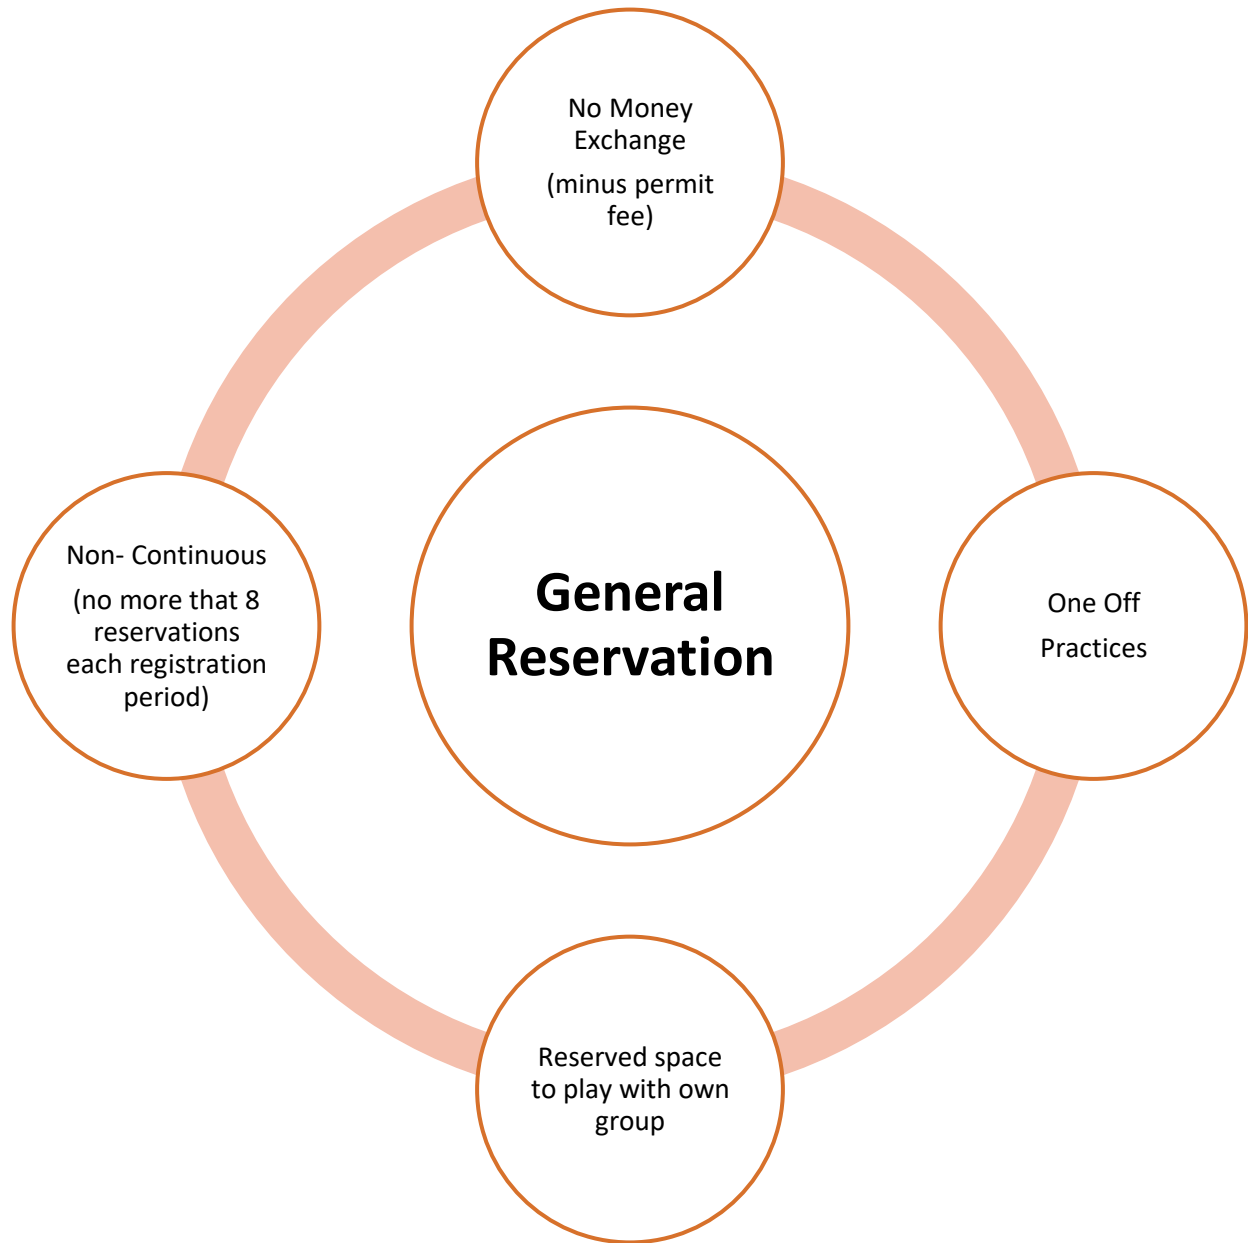 No Money
Exchange
(minus permit
fee)
Non- Continuous
(no more that 8
reservations
each registration
period)
General
Reservation
One Off
Practices
Reserved space
to play with own
group